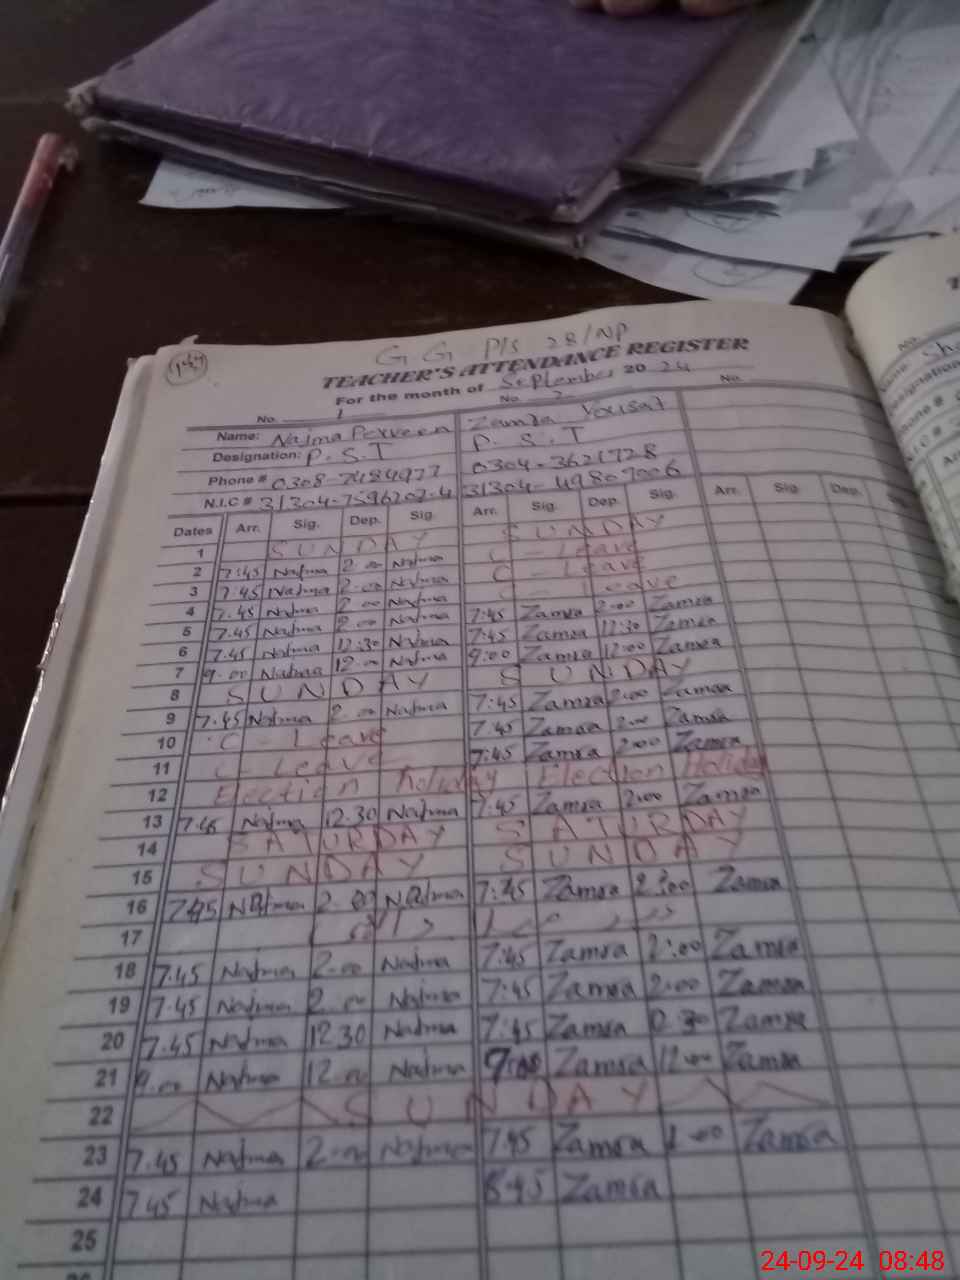 144
G G P/S 28/NP
TEACHER'S ATTENDANCE REGISTER
For the month of September 2024
No. 1 No. 2 No.
Name: Najma Perveen Zamra Yousaf
Designation: P.S.T P.S.T
Phone # 0308-7484977 0304-3621728
N.I.C # 31304-7596202-4 31304-4980900 6
Dates Arr. Sig. Dep. Sig. Arr. Sig. Dep. Sig. Arr. Sig. Dep.
1 SUNDAY SUNDAY
2 7:45 Najma 2.00 Najma C-Leave
3 7.45 Najma 2.00 Najma C-Leave
4 7.45 Najma 2.00 Najma Leave
5 7.45 Najma 2.00 Najma 7:45 Zamra 2:00 Zamra
6 7.45 Najma 12:30 Najma 7:45 Zamra 12:30 Zamra
7 9.00 Najma 12.00 Najma 9:00 Zamra 12:00 Zamra
8 SUNDAY SUNDAY
9 7.45 Najma 2.00 Najma 7:45 Zamra 2:00 Zamra
10 C-Leave 7:45 Zamra 2:00 Zamra
11 C-Leave 7:45 Zamra 2:00 Zamra
12 Election holiday Election Holiday
13 7.45 Najma 12.30 Najma 7:45 Zamra 2:00 Zamra
14 SATURDAY SATURDAY
15 SUNDAY SUNDAY
16 7:45 Najma 2.00 Najma 7:45 Zamra 2:00 Zamra
17
18 7.45 Najma 2.00 Najma 7:45 Zamra 2:00 Zamra
19 7.45 Najma 2.00 Najma 7:45 Zamra 2:00 Zamra
20 7.45 Najma 12 30 Najma 7:45 Zamra Zamra
21 9.00 Najma 12.00 Najma 9:00 Zamra 12:00 Zamra
22 SUNDAY
23 7.45 Najma 2.00 Najma 7:45 Zamra 2:00 Zamra
24 7.45 Najma 8:45 Zamra
25
24-09-24 08:48